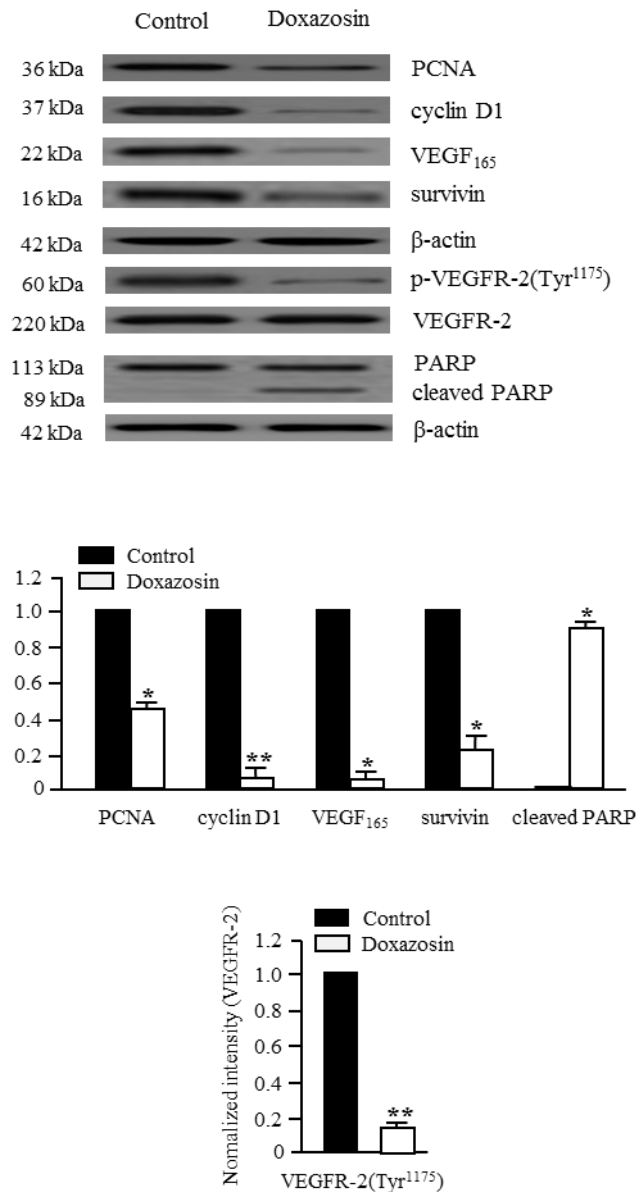 Control Doxazosin
36 kDa PCNA
37 kDa cyclin D1
22 kDa VEGF₁₆₅
16 kDa survivin
42 kDa β-actin
60 kDa p-VEGFR-2(Tyr¹¹⁷⁵)
220 kDa VEGFR-2
113 kDa PARP
89 kDa cleaved PARP
42 kDa β-actin
Control
Doxazosin
1.2
1.0
0.8
0.6
0.4
0.2
0
*
**
*
*
*
PCNA cyclin D1 VEGF₁₆₅ survivin cleaved PARP
Nomalized intensity (VEGFR-2)
Control
Doxazosin
1.2
1.0
0.8
0.6
0.4
0.2
0
**
VEGFR-2(Tyr¹¹⁷⁵)